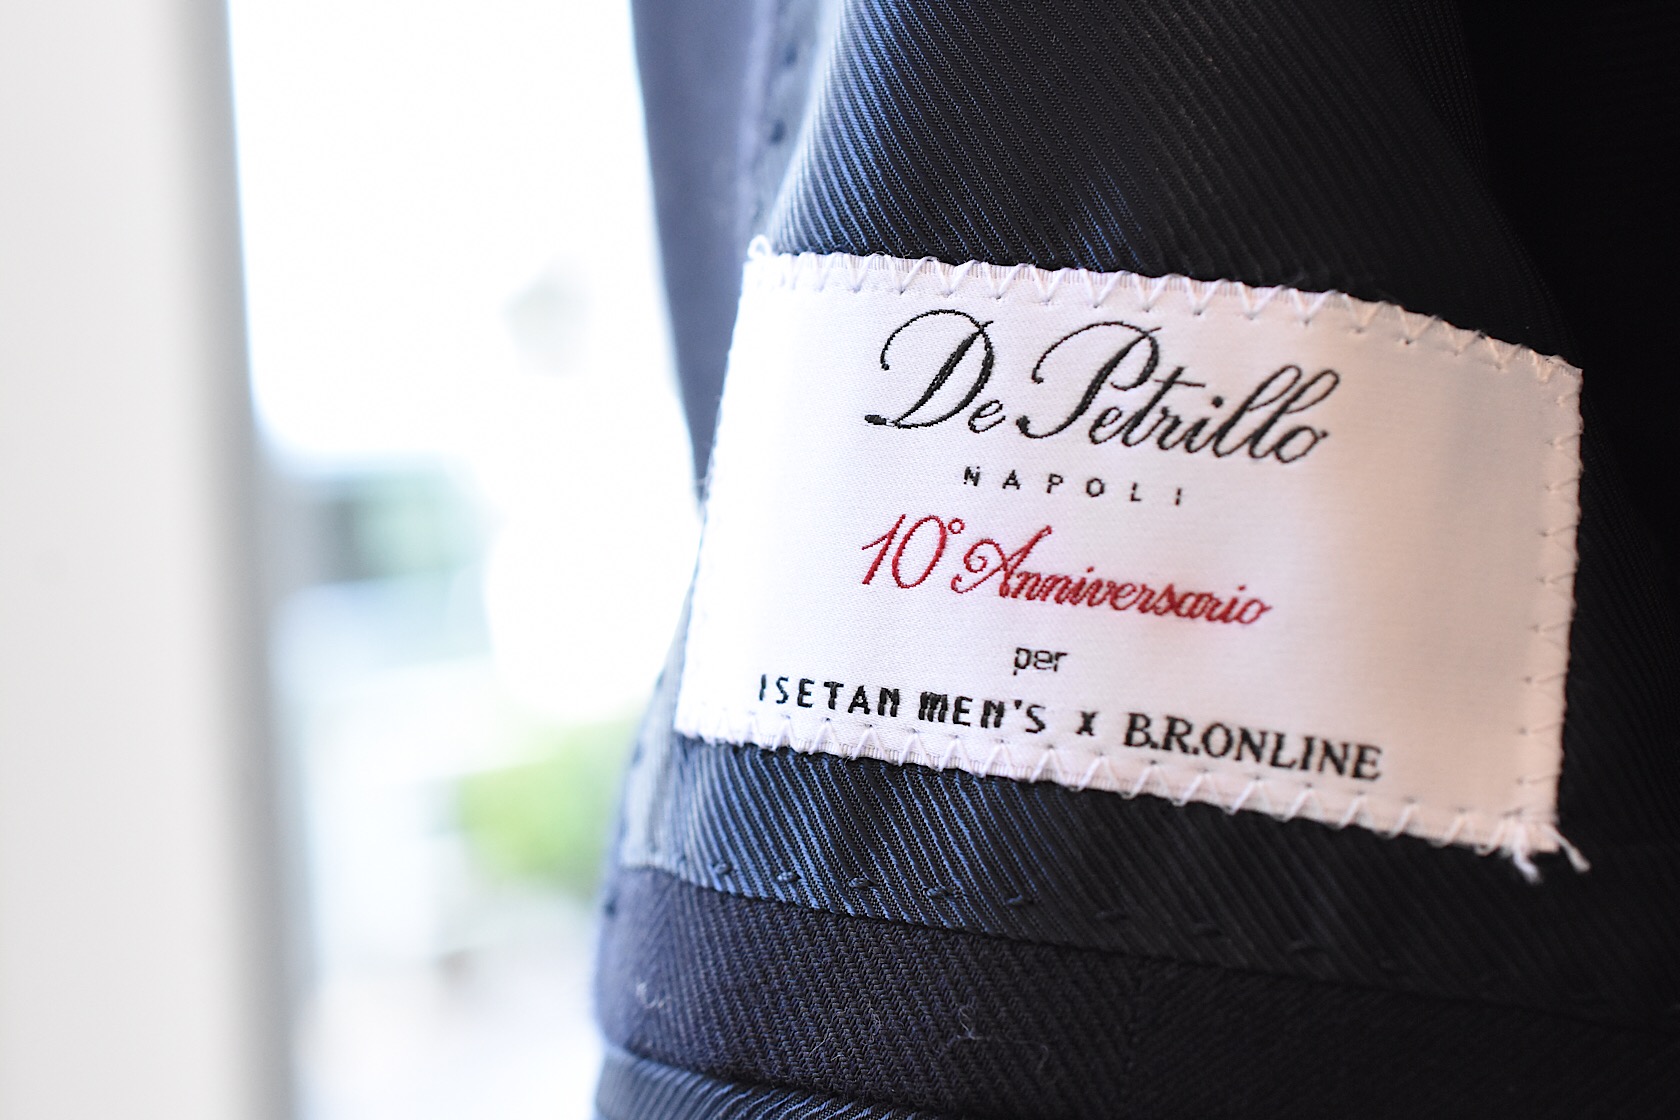 De Petrillo
NAPOLI
10° Anniversario
per
ISETAN MEN'S x B.R.ONLINE